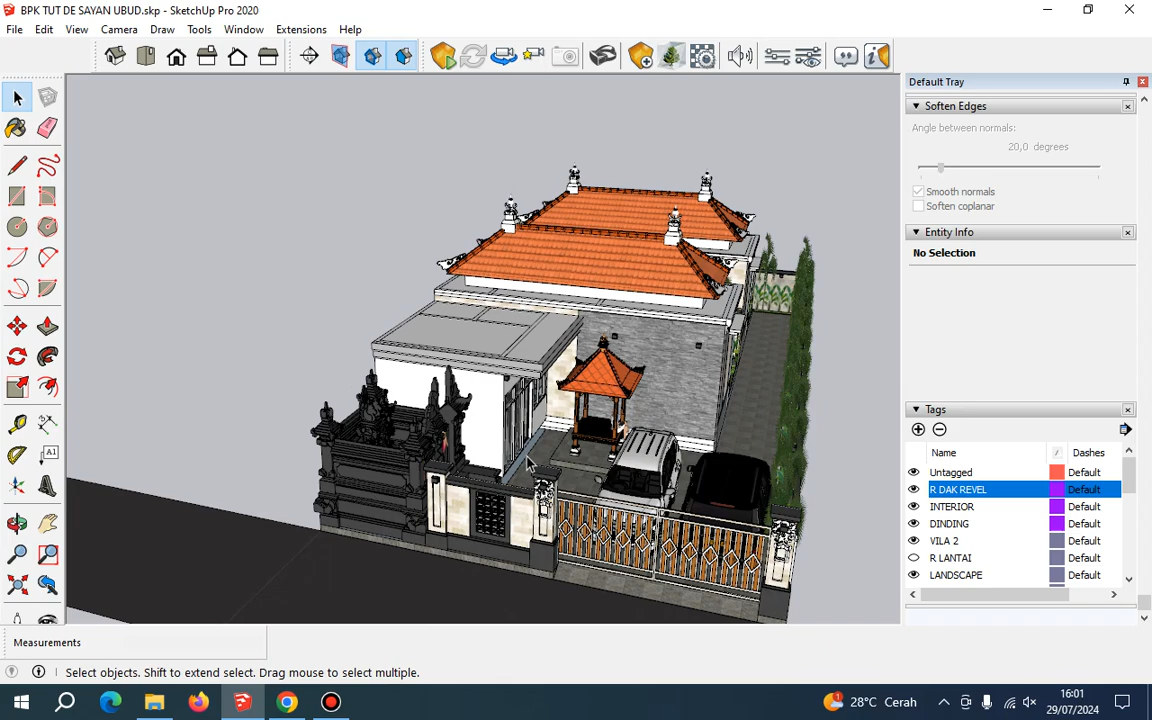 BPK TUT DE SAYAN UBUD.skp - SketchUp Pro 2020
File Edit View Camera Draw Tools Window Extensions Help
Default Tray
Soften Edges
Angle between normals:
20,0 degrees
Smooth normals
Soften coplanar
Entity Info
No Selection
Tags
Name Dashes
Untagged Default
R DAK REVEL Default
INTERIOR Default
DINDING Default
VILA 2 Default
R LANTAI Default
LANDSCAPE Default
A1
Measurements
Select objects. Shift to extend select. Drag mouse to select multiple.
28°C Cerah
16:01
29/07/2024